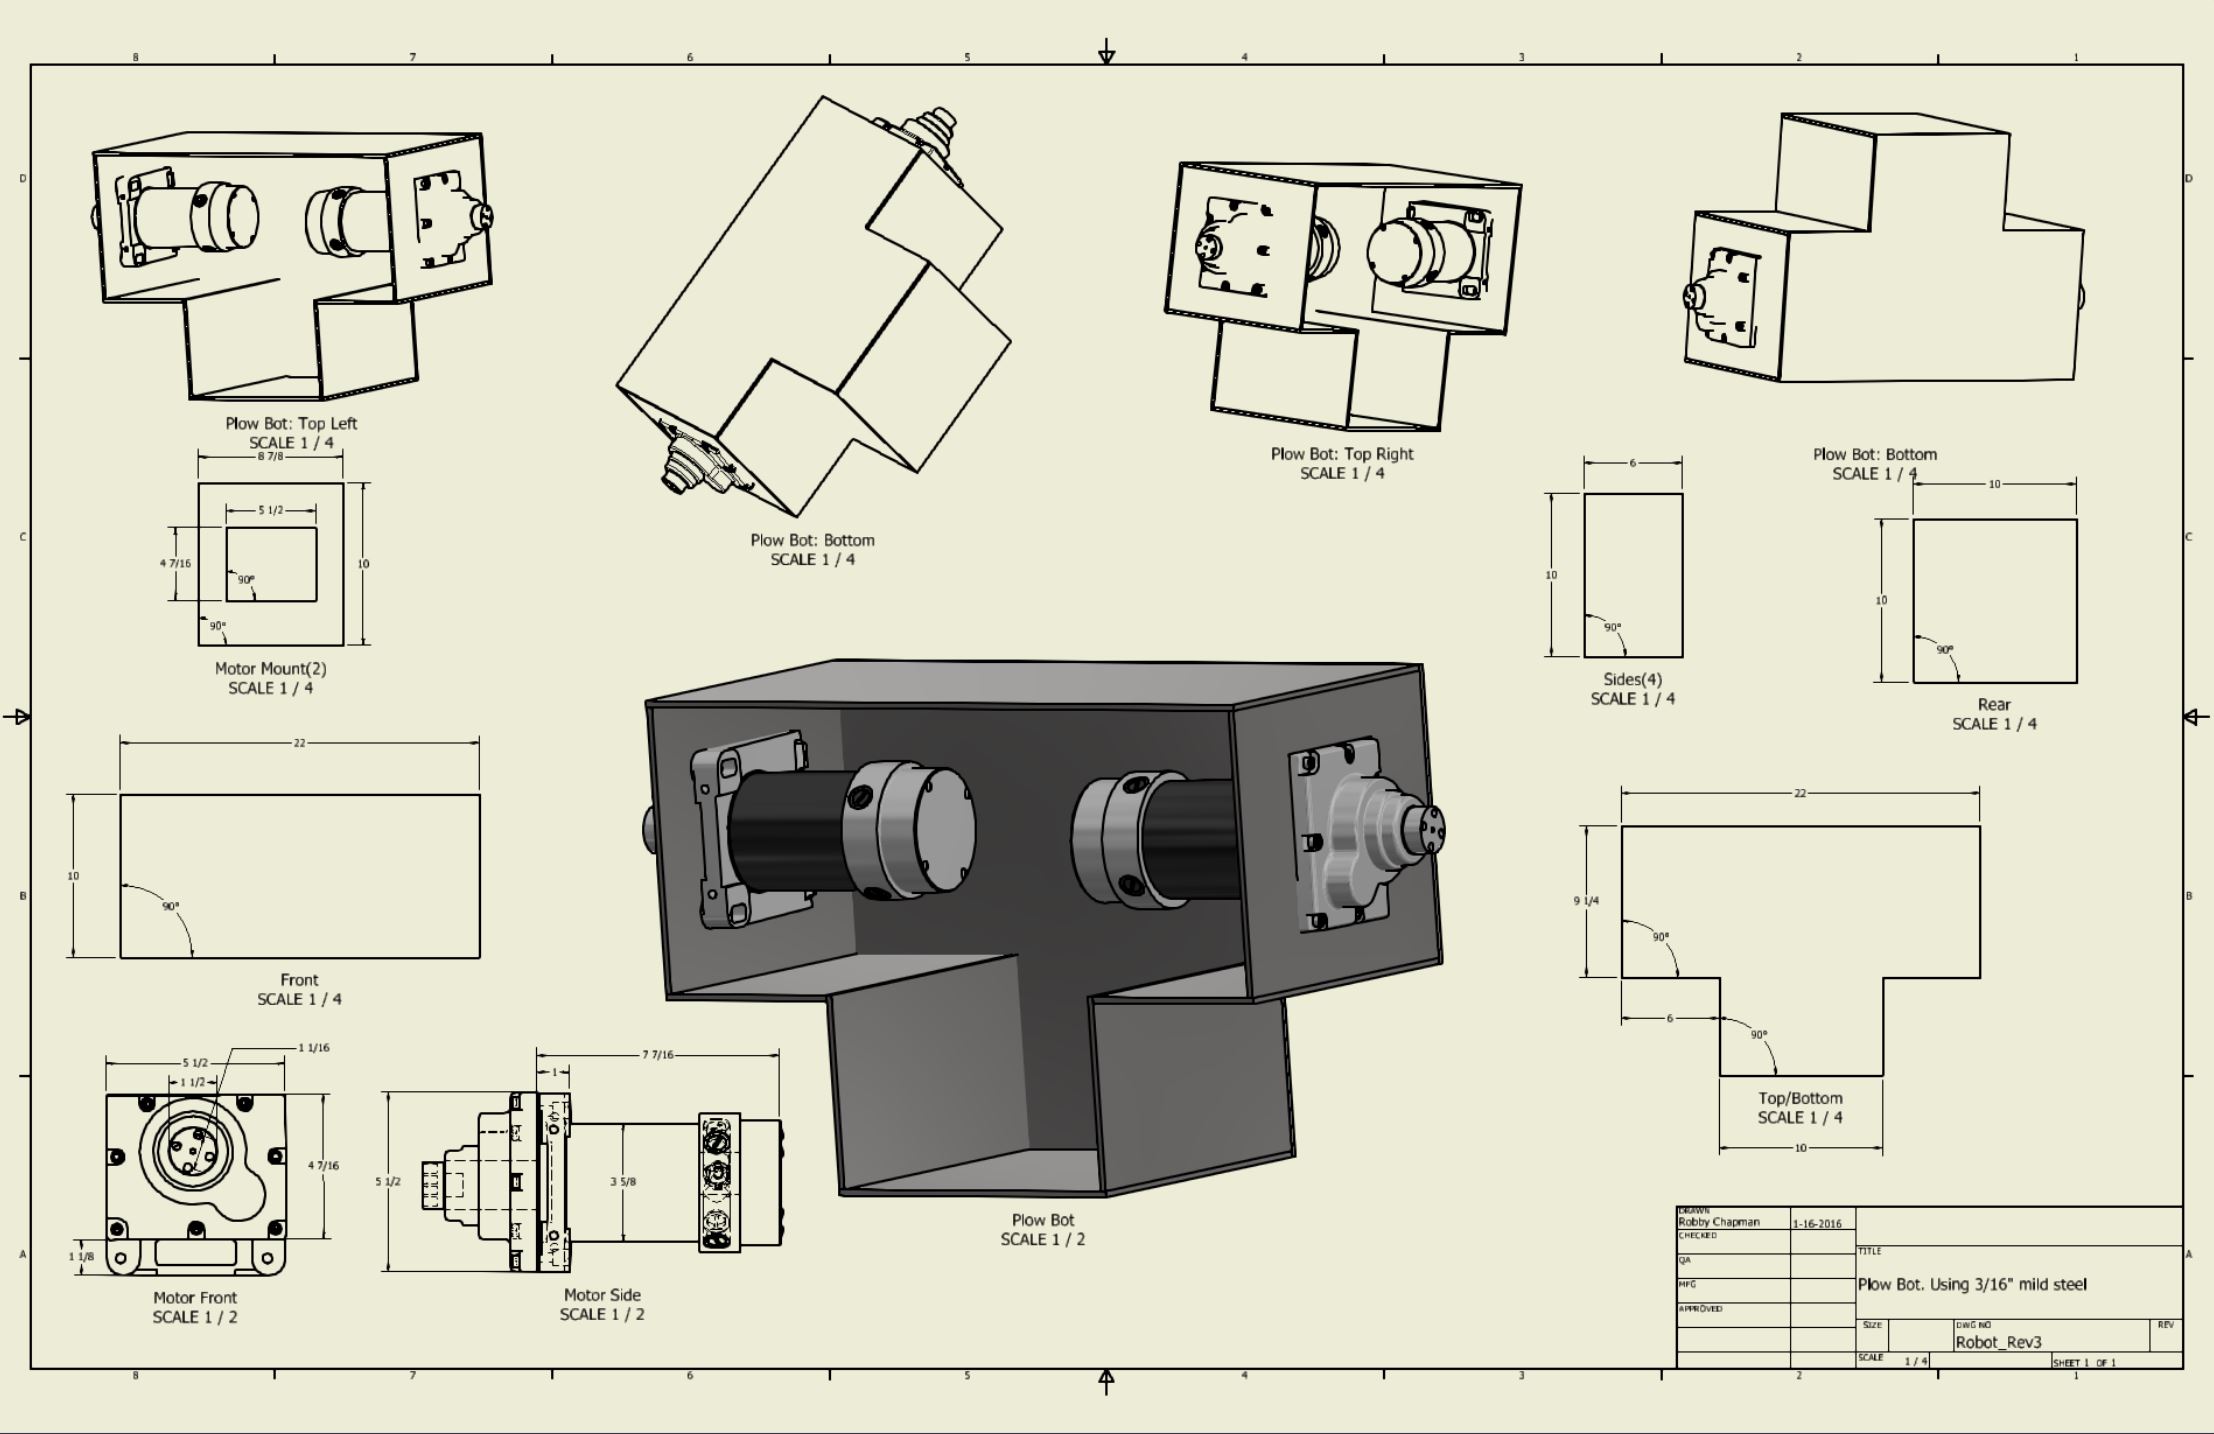 8 7 6 5 4 3 2 1
D
D
Plow Bot: Top Left
SCALE 1 / 4
Plow Bot: Top Right
SCALE 1 / 4
Plow Bot: Bottom
SCALE 1 / 4
8 7/8
5 1/2
4 7/16
10
90°
90°
Motor Mount(2)
SCALE 1 / 4
Plow Bot: Bottom
SCALE 1 / 4
6
10
90°
Sides(4)
SCALE 1 / 4
10
10
90°
Rear
SCALE 1 / 4
C
C
22
10
90°
Front
SCALE 1 / 4
22
9 1/4
90°
6
90°
Top/Bottom
SCALE 1 / 4
10
B
B
1 1/16
5 1/2
1 1/2
4 7/16
1 1/8
Motor Front
SCALE 1 / 2
7 7/16
1
5 1/2
3 5/8
Motor Side
SCALE 1 / 2
Plow Bot
SCALE 1 / 2
A
A
DRAWN
Robby Chapman
1-16-2016
CHECKED
QA
MFG
APPROVED
TITLE
Plow Bot. Using 3/16" mild steel
SIZE
DWG NO
Robot_Rev3
REV
SCALE
1 / 4
SHEET 1 OF 1
8 7 6 5 4 3 2 1